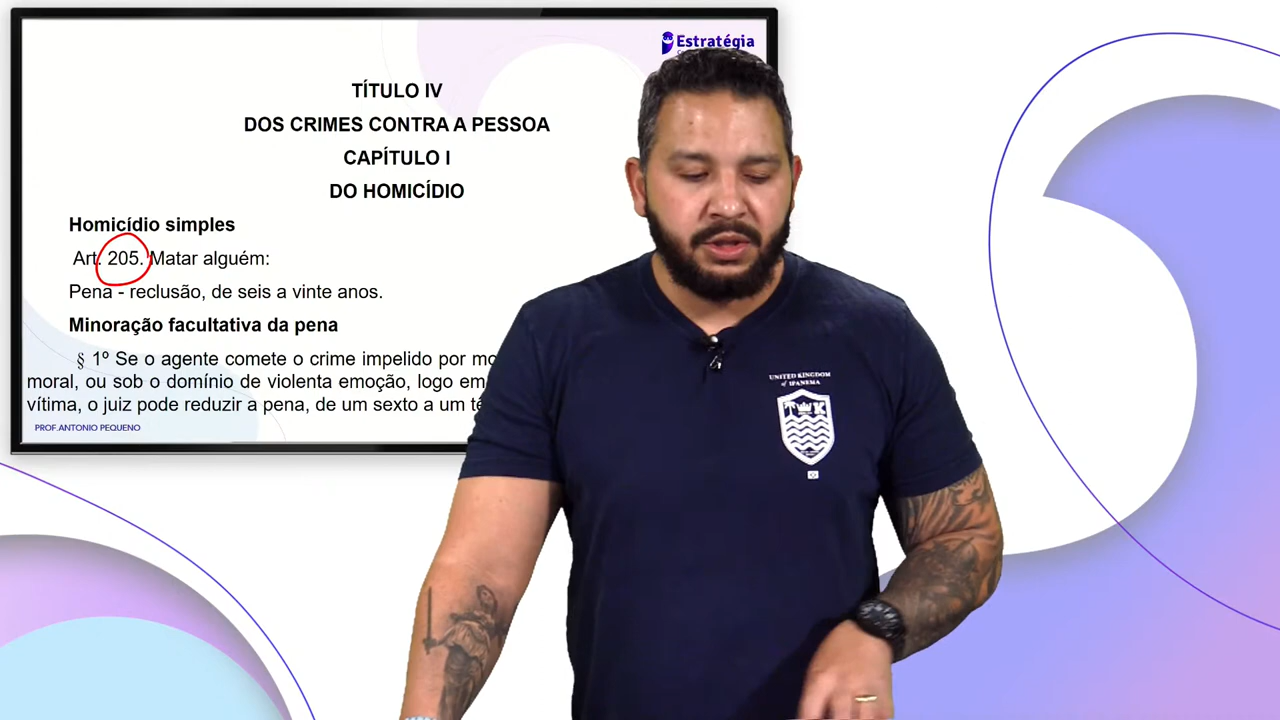 Estratégia
TÍTULO IV
DOS CRIMES CONTRA A PESSOA
CAPÍTULO I
DO HOMICÍDIO
Homicídio simples
Art. 205. Matar alguém:
Pena - reclusão, de seis a vinte anos.
Minoração facultativa da pena
§ 1º Se o agente comete o crime impelido por mo
moral, ou sob o domínio de violenta emoção, logo em
vítima, o juiz pode reduzir a pena, de um sexto a um te
PROF.ANTONIO PEQUENO
UNITED KINGDOM
of IPANEMA